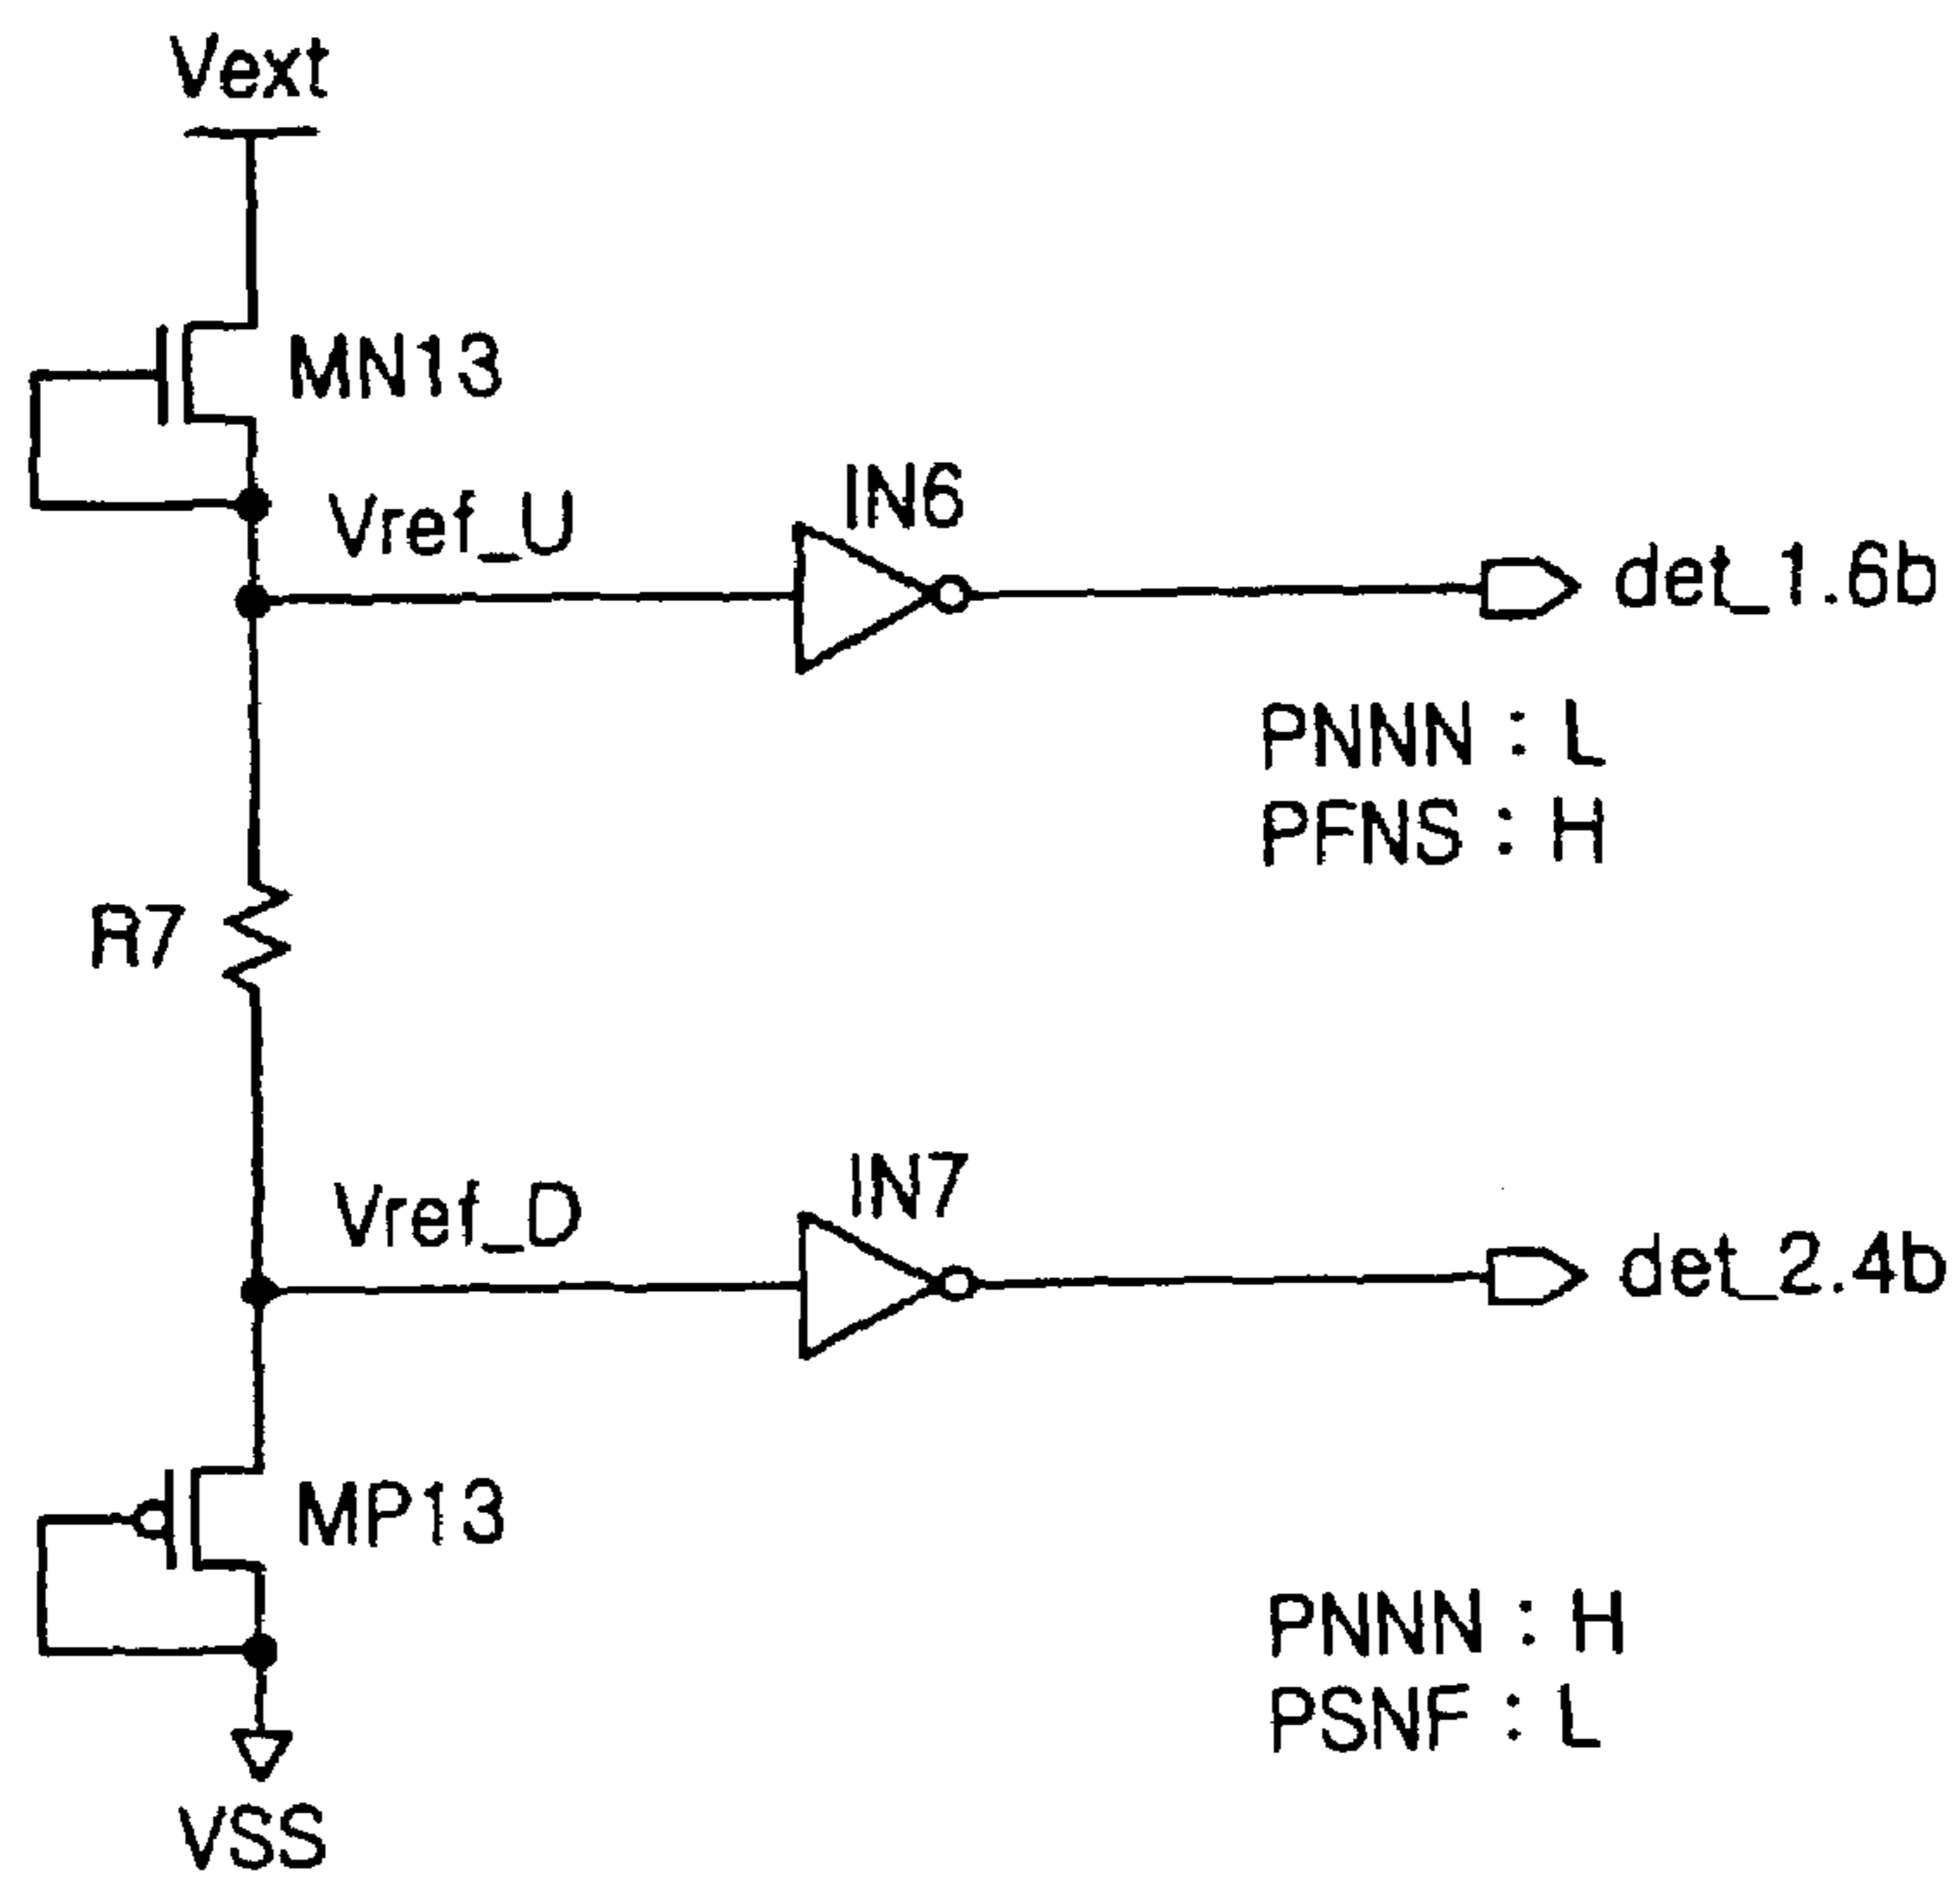 Vext
MN13
Vref_U
IN6
det_1.6b
PNNN : L
PFNS : H
R7
Vref_D
IN7
det_2.4b
MP13
PNNN : H
PSNF : L
VSS